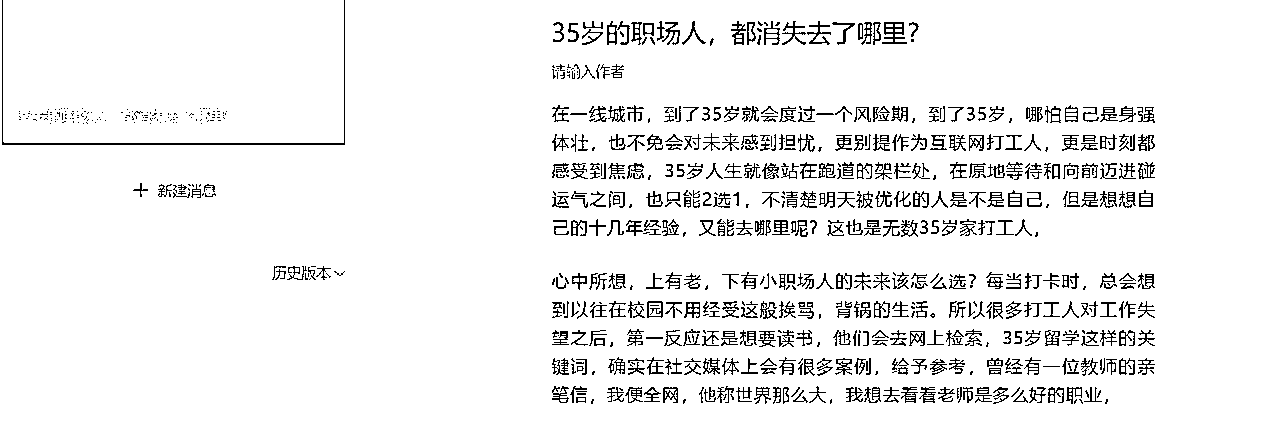 35岁的职场人，都消失去了哪里？
请输入作者
在一线城市，到了35岁就会度过一个风险期，到了35岁，哪怕自己是身强
体壮，也不免会对未来感到担忧，更别提作为互联网打工人，更是时刻都
感受到焦虑，35岁人生就像站在跑道的架栏处，在原地等待和向前迈进碰
运气之间，也只能2选1，不清楚明天被优化的人是不是自己，但是想想自
己的十几年经验，又能去哪里呢？这也是无数35岁家打工人，
心中所想，上有老，下有小职场人的未来该怎么选？每当打卡时，总会想
到以往在校园不用经受这般挨骂，背锅的生活。所以很多打工人对工作失
望之后，第一反应还是想要读书，他们会去网上检索，35岁留学这样的关
键词，确实在社交媒体上会有很多案例，给予参考，曾经有一位教师的亲
笔信，我便全网，他称世界那么大，我想去看看老师是多么好的职业，
＋ 新建消息
历史版本